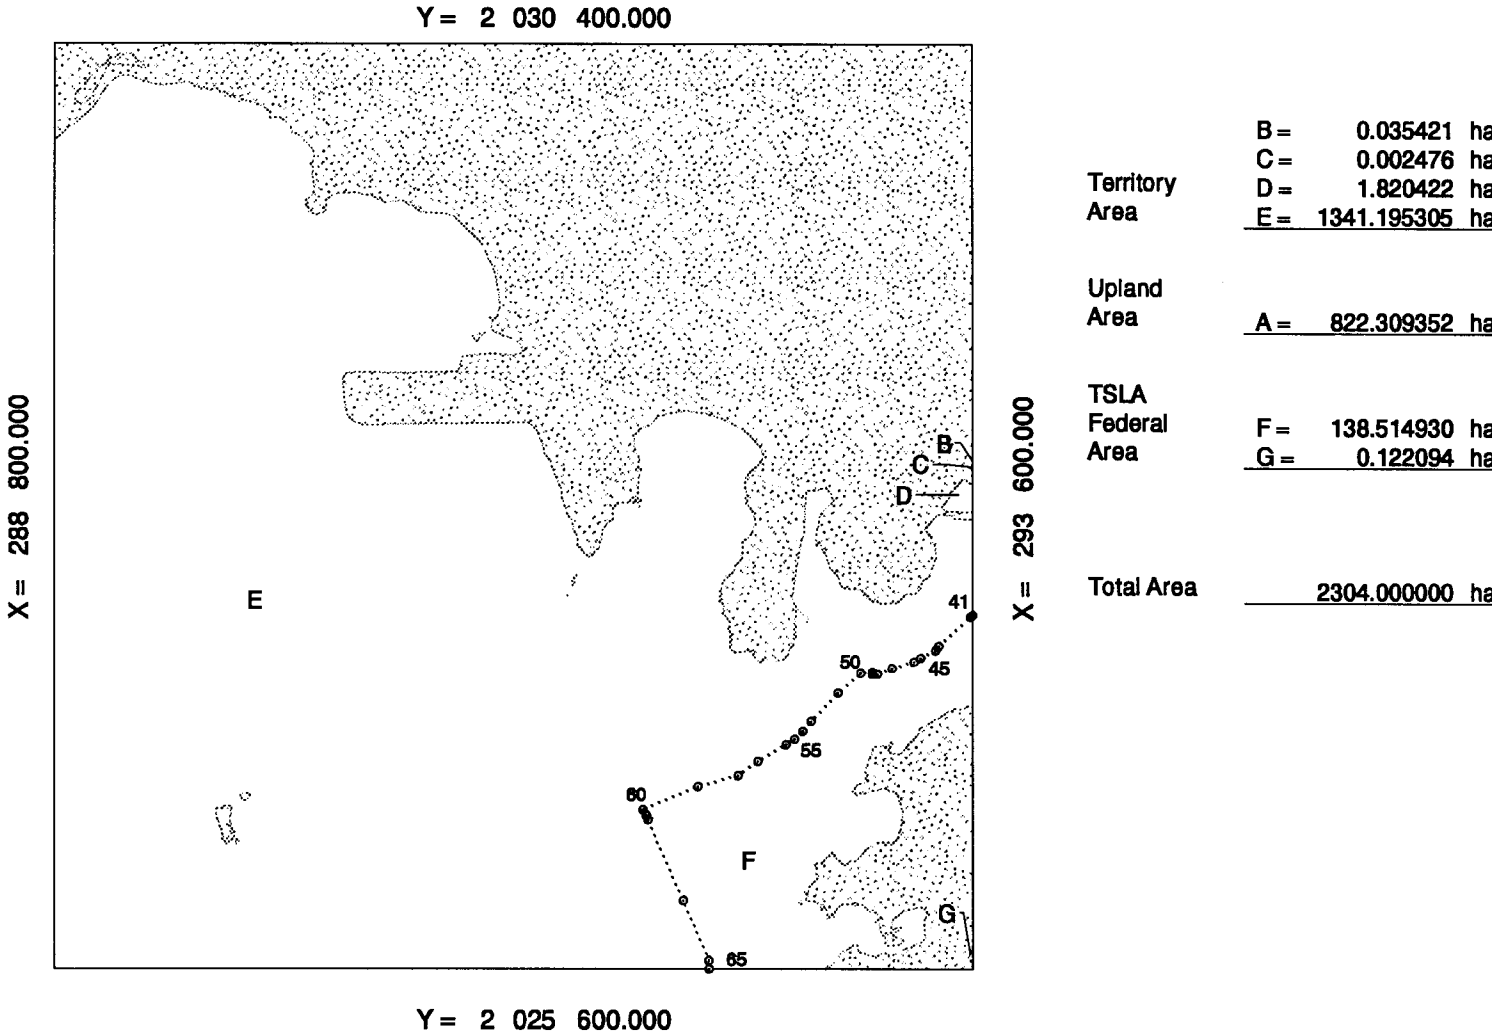 Y = 2 030 400.000
X = 288 800.000
X = 293 600.000
Y = 2 025 600.000
B
C
D
E
41
45
50
55
60
F
G
65
Territory
Area
B = 0.035421 ha
C = 0.002476 ha
D = 1.820422 ha
E = 1341.195305 ha
Upland
Area
A = 822.309352 ha
TSLA
Federal
Area
F = 138.514930 ha
G = 0.122094 ha
Total Area 2304.000000 ha